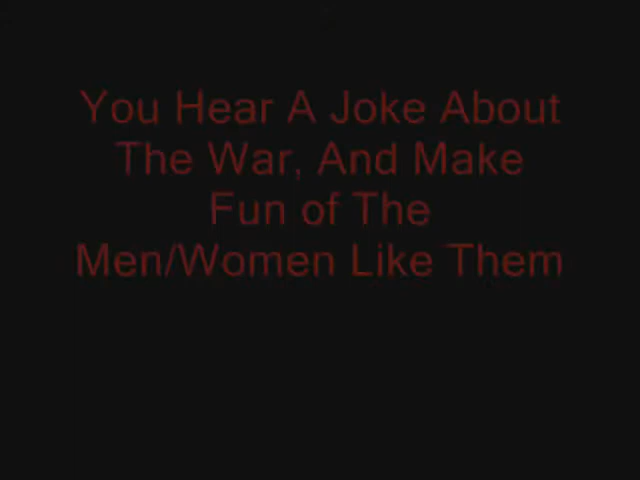 You Hear A Joke About
The War, And Make
Fun of The
Men/Women Like Them